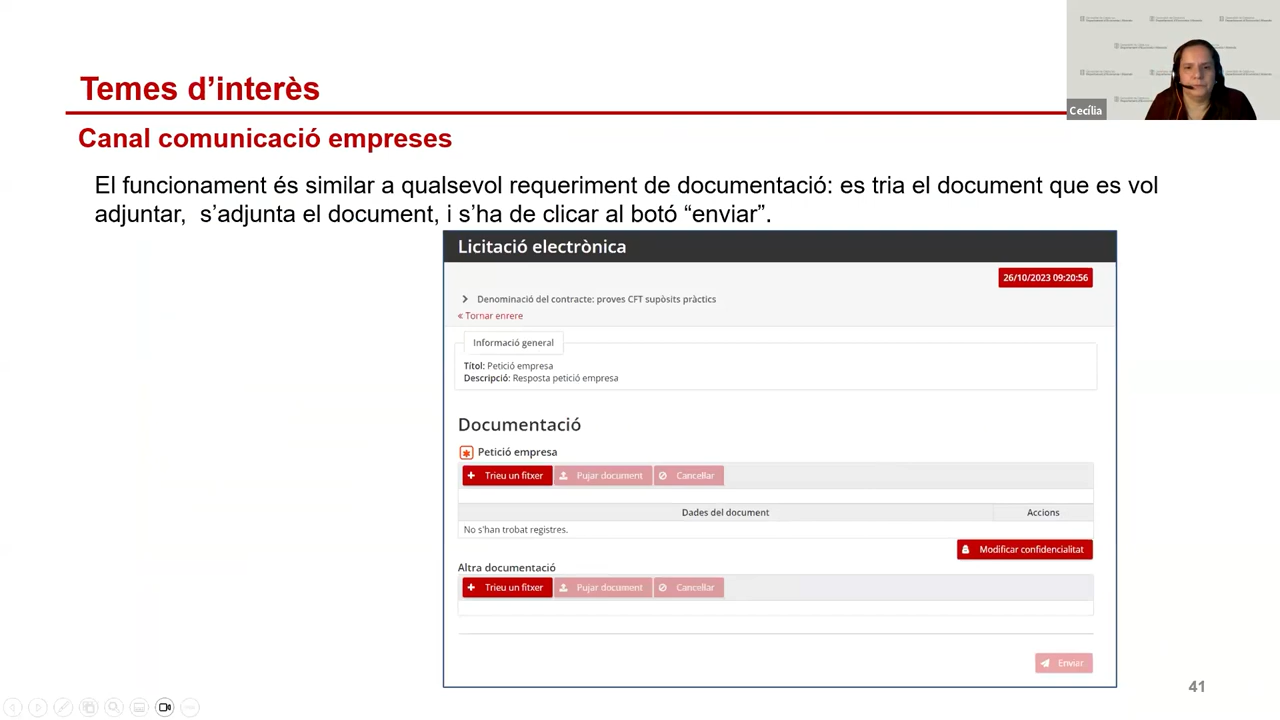 Temes d’interès
Cecília
Canal comunicació empreses
El funcionament és similar a qualsevol requeriment de documentació: es tria el document que es vol
adjuntar,  s’adjunta el document, i s’ha de clicar al botó “enviar”.
Licitació electrònica
26/10/2023 09:20:56
Denominació del contracte: proves CFT supòsits pràctics
« Tornar enrere
Informació general
Títol: Petició empresa
Descripció: Resposta petició empresa
Documentació
Petició empresa
Trieu un fitxer Pujar document Cancel·lar
Dades del document Accions
No s'han trobat registres.
Modificar confidencialitat
Altra documentació
Trieu un fitxer Pujar document Cancel·lar
Enviar
41